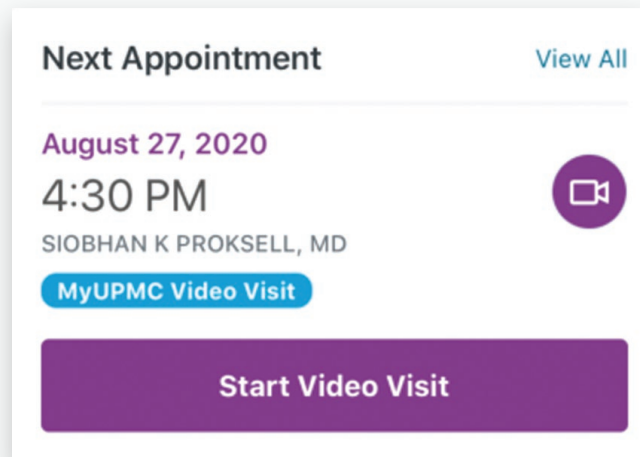 Next Appointment View All
August 27, 2020
4:30 PM
SIOBHAN K PROKSELL, MD
MyUPMC Video Visit
Start Video Visit